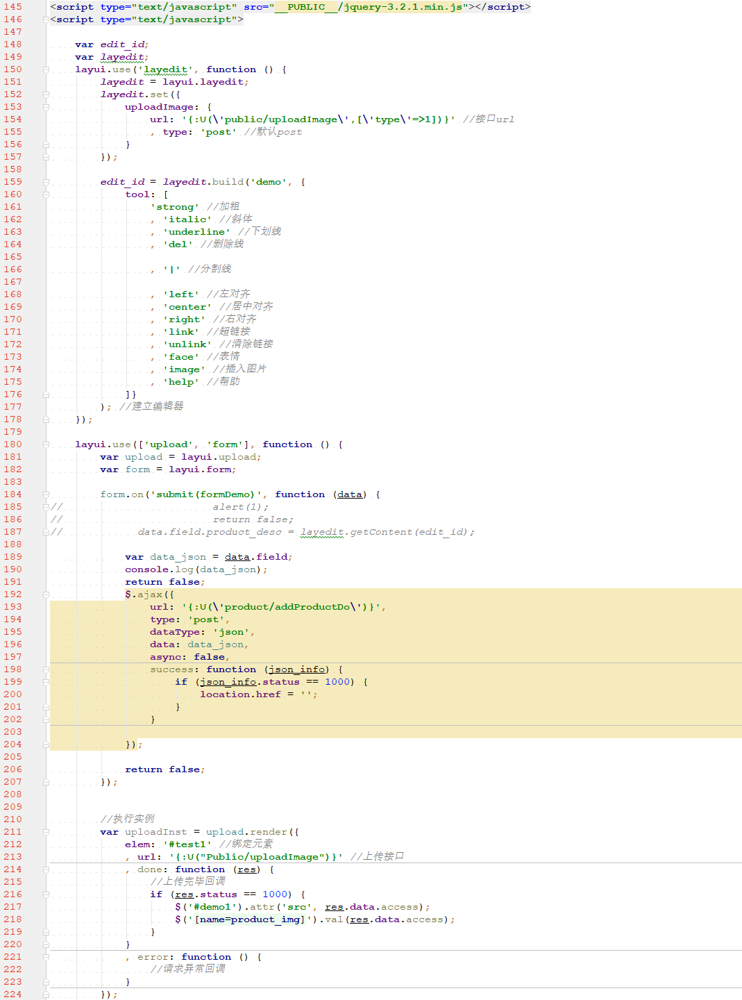 145 <script type="text/javascript" src="__PUBLIC__/jquery-3.2.1.min.js"></script>
146 <script type="text/javascript">
147
148     var edit_id;
149     var layedit;
150     layui.use('layedit', function () {
151         layedit = layui.layedit;
152         layedit.set({
153             uploadImage: {
154                 url: '{:U(\'public/uploadImage\',[\'type\'=>1])}' //接口url
155                 , type: 'post' //默认post
156             }
157         });
158
159         edit_id = layedit.build('demo', {
160             tool: [
161                 'strong' //加粗
162                 , 'italic' //斜体
163                 , 'underline' //下划线
164                 , 'del' //删除线
165
166                 , '|' //分割线
167
168                 , 'left' //左对齐
169                 , 'center' //居中对齐
170                 , 'right' //右对齐
171                 , 'link' //超链接
172                 , 'unlink' //清除链接
173                 , 'face' //表情
174                 , 'image' //插入图片
175                 , 'help' //帮助
176             ]}
177         ); //建立编辑器
178     });
179
180     layui.use(['upload', 'form'], function () {
181         var upload = layui.upload;
182         var form = layui.form;
183
184         form.on('submit(formDemo)', function (data) {
185 //                        alert(1);
186 //                        return false;
187 //            data.field.product_desc = layedit.getContent(edit_id);
188
189             var data_json = data.field;
190             console.log(data_json);
191             return false;
192             $.ajax({
193                 url: '{:U(\'product/addProductDo\')}',
194                 type: 'post',
195                 dataType: 'json',
196                 data: data_json,
197                 async: false,
198                 success: function (json_info) {
199                     if (json_info.status == 1000) {
200                         location.href = '';
201                     }
202                 }
203
204             });
205
206             return false;
207         });
208
209
210         //执行实例
211         var uploadInst = upload.render({
212             elem: '#test1' //绑定元素
213             , url: '{:U("Public/uploadImage")}' //上传接口
214             , done: function (res) {
215                 //上传完毕回调
216                 if (res.status == 1000) {
217                     $('#demo1').attr('src', res.data.access);
218                     $('[name=product_img]').val(res.data.access);
219                 }
220             }
221             , error: function () {
222                 //请求异常回调
223             }
224         });